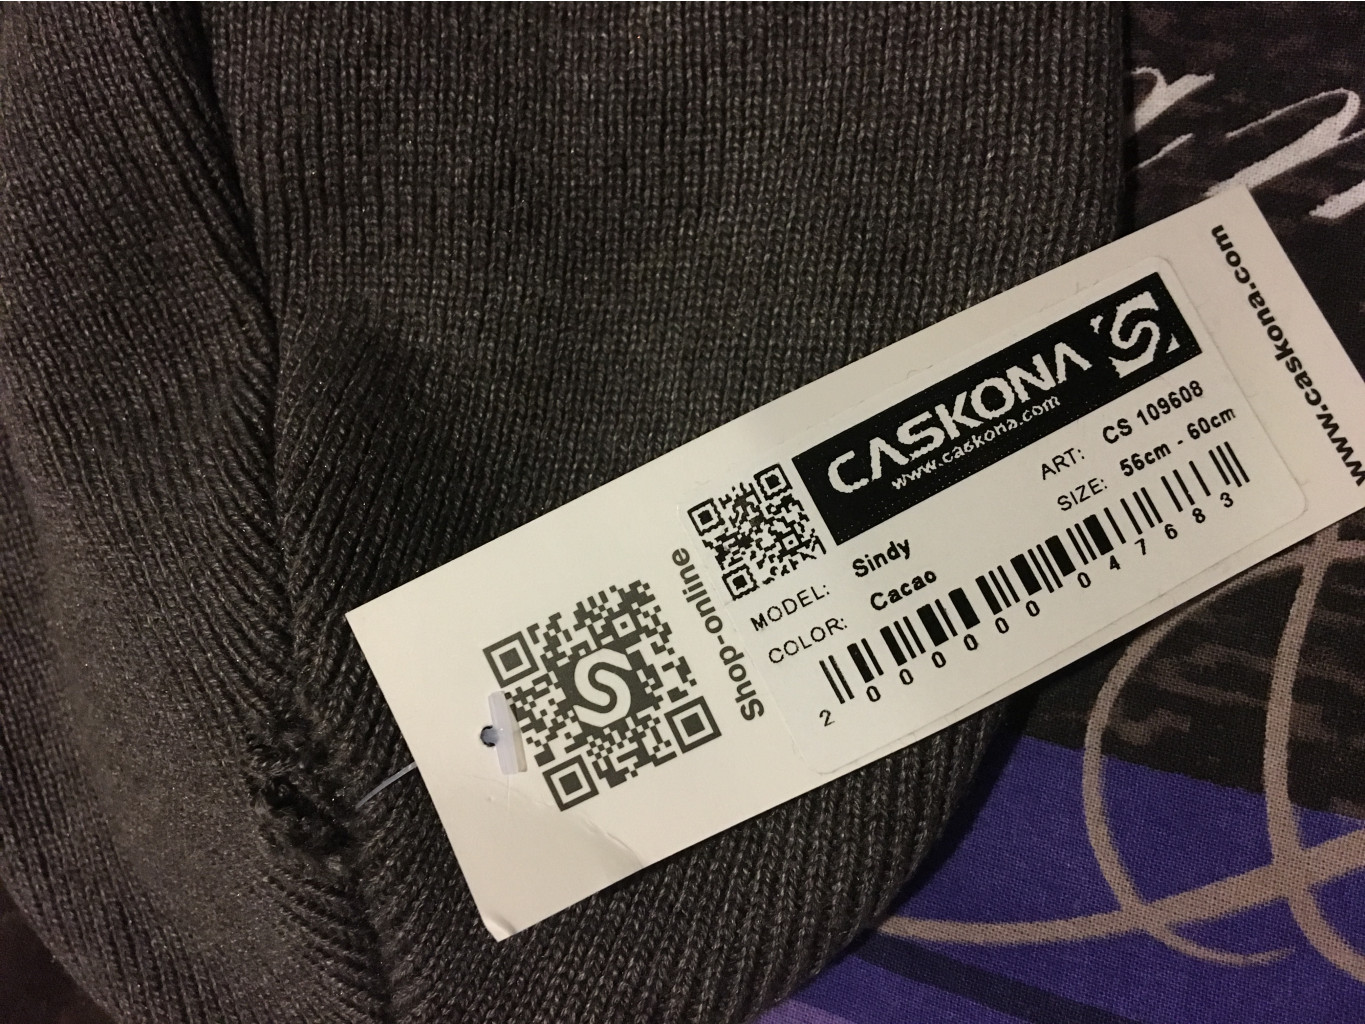 www.caskona.com
CASKONA
www.caskona.com
ART: CS 109608
SIZE: 56cm - 60cm
MODEL: Sindy
COLOR: Cacao
2 000000 047683
Shop-online